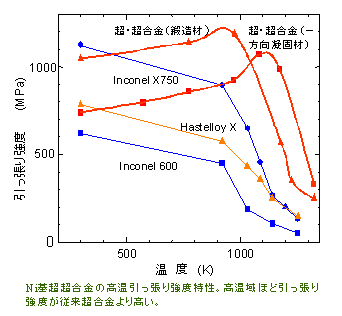 超・超合金(鍛造材)
超・超合金(一
方向凝固材)
1000
Inconel X750
引っ張り強度 (MPa)
Hastelloy X
500
Inconel 600
0
500
1000
温 度 (K)
Ni基超超合金の高温引っ張り強度特性。高温域ほど引っ張り
強度が従来超合金より高い。